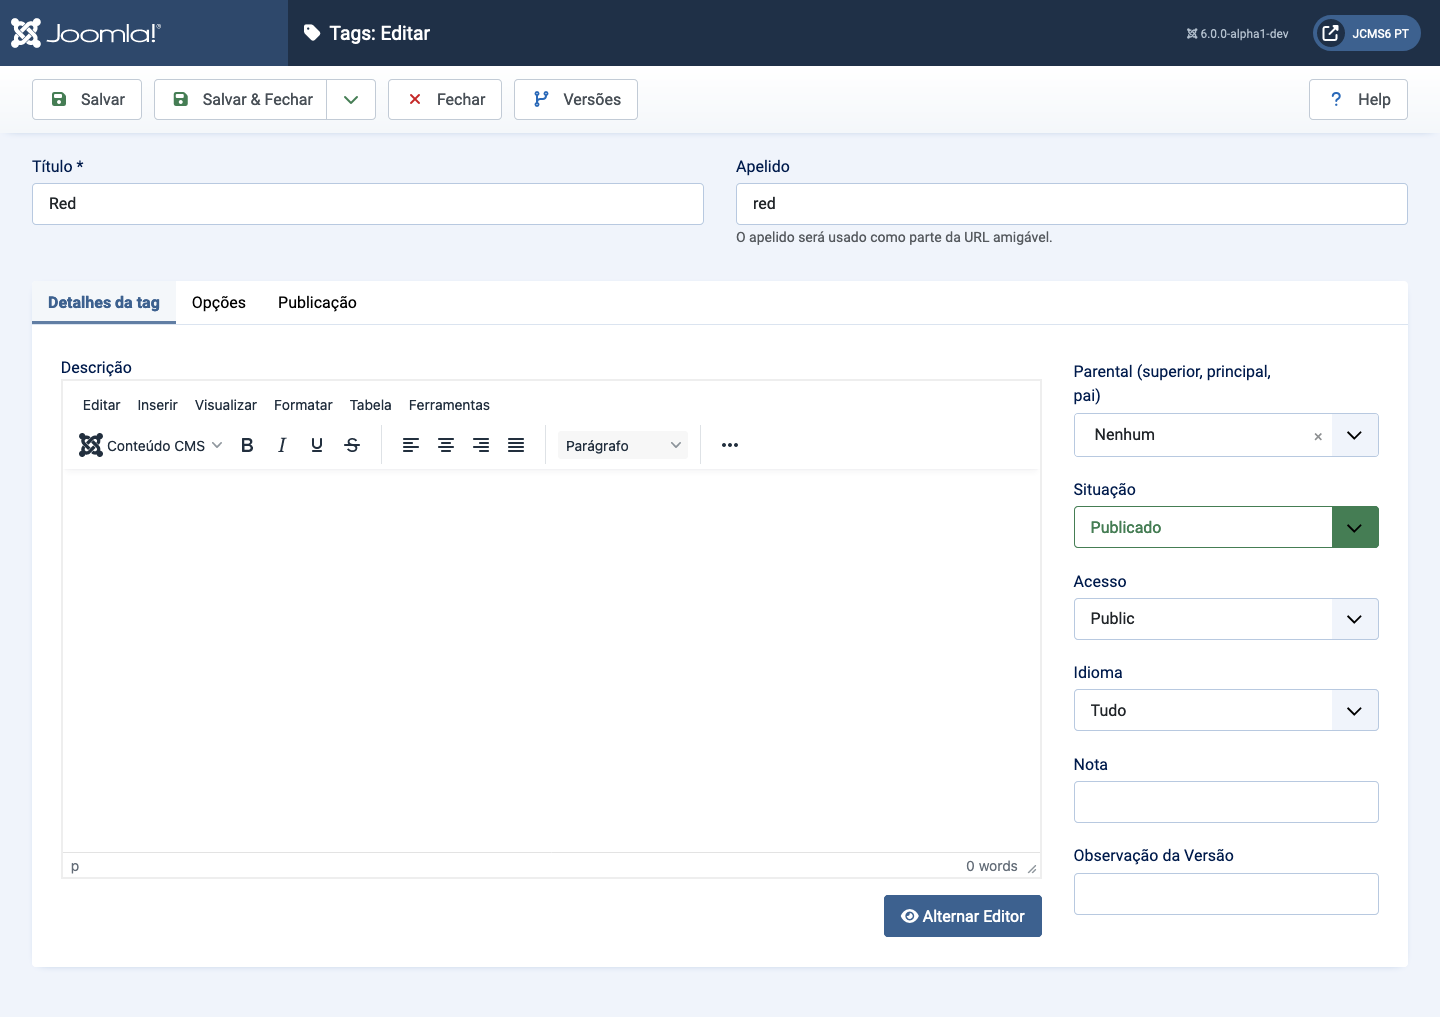 Joomla!®
Tags: Editar
6.0.0-alpha1-dev
JCMS6 PT
Salvar
Salvar & Fechar
Fechar
Versões
? Help
Título *
Red
Apelido
red
O apelido será usado como parte da URL amigável.
Detalhes da tag
Opções
Publicação
Descrição
Editar Inserir Visualizar Formatar Tabela Ferramentas
Conteúdo CMS B I U S Parágrafo
p
0 words
Alternar Editor
Parental (superior, principal,
pai)
Nenhum ×
Situação
Publicado
Acesso
Public
Idioma
Tudo
Nota
Observação da Versão